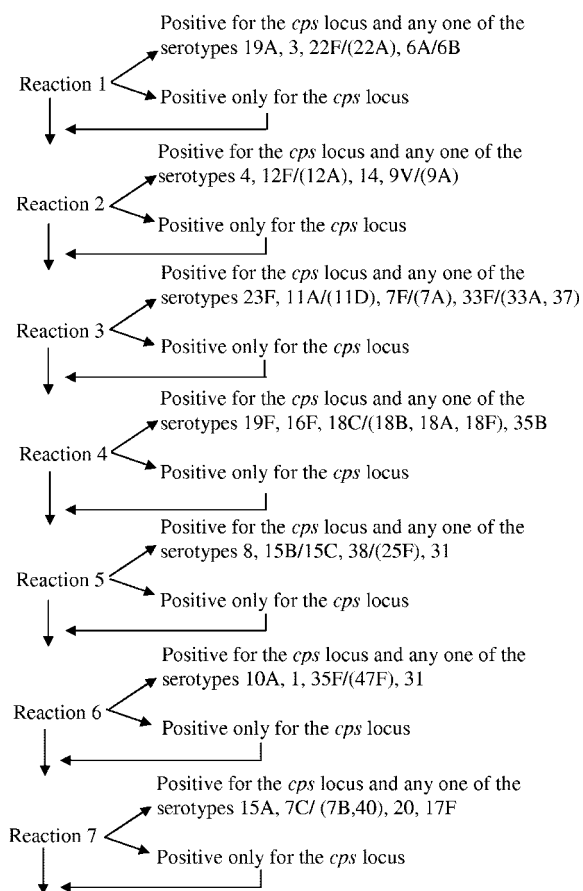 Positive for the cps locus and any one of the
serotypes 19A, 3, 22F/(22A), 6A/6B
Reaction 1
Positive only for the cps locus
Positive for the cps locus and any one of the
serotypes 4, 12F/(12A), 14, 9V/(9A)
Reaction 2
Positive only for the cps locus
Positive for the cps locus and any one of the
serotypes 23F, 11A/(11D), 7F/(7A), 33F/(33A, 37)
Reaction 3
Positive only for the cps locus
Positive for the cps locus and any one of the
serotypes 19F, 16F, 18C/(18B, 18A, 18F), 35B
Reaction 4
Positive only for the cps locus
Positive for the cps locus and any one of the
serotypes 8, 15B/15C, 38/(25F), 31
Reaction 5
Positive only for the cps locus
Positive for the cps locus and any one of the
serotypes 10A, 1, 35F/(47F), 31
Reaction 6
Positive only for the cps locus
Positive for the cps locus and any one of the
serotypes 15A, 7C/ (7B,40), 20, 17F
Reaction 7
Positive only for the cps locus